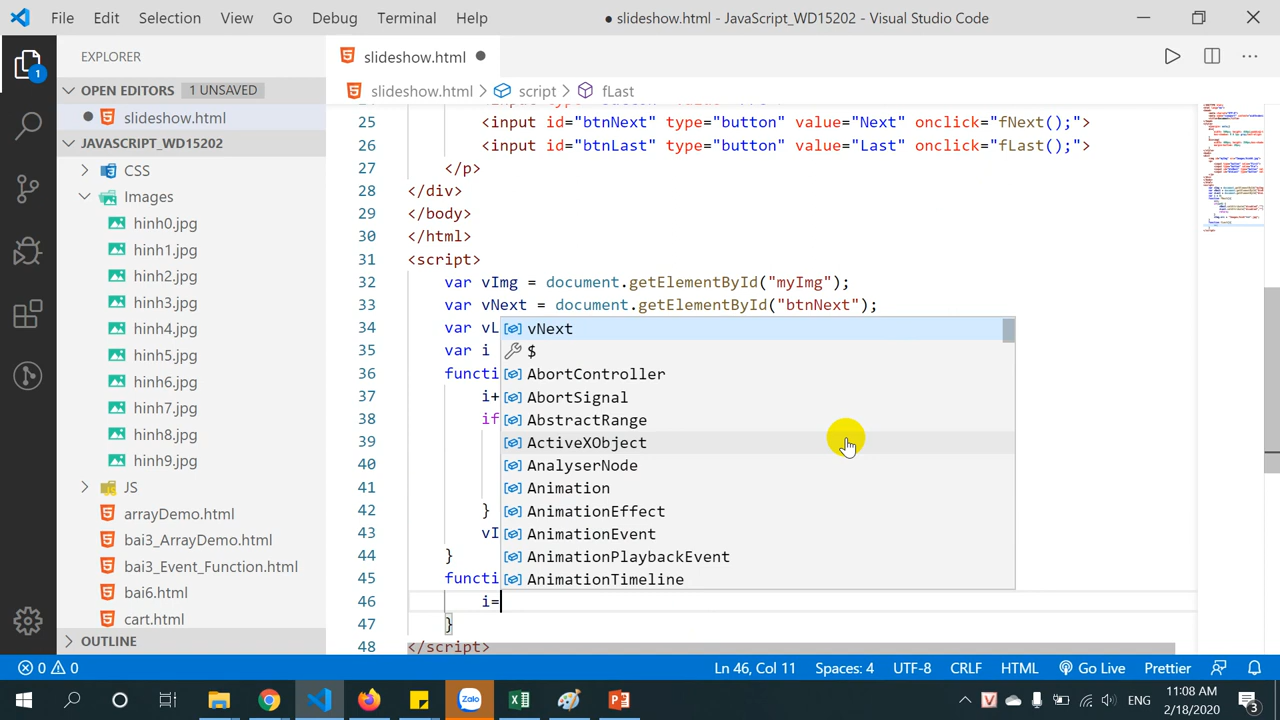 File Edit Selection View Go Debug Terminal Help ● slideshow.html - JavaScript_WD15202 - Visual Studio Code
EXPLORER
OPEN EDITORS 1 UNSAVED
● slideshow.html
JAVASCRIPT_WD15202
CSS
Images
hinh0.jpg
hinh1.jpg
hinh2.jpg
hinh3.jpg
hinh4.jpg
hinh5.jpg
hinh6.jpg
hinh7.jpg
hinh8.jpg
hinh9.jpg
JS
arrayDemo.html
bai3_ArrayDemo.html
bai3_Event_Function.html
bai6.html
cart.html
OUTLINE
1
slideshow.html ●
slideshow.html > script > fLast
25 <input id="btnNext" type="button" value="Next" onclick="fNext();">
26 <input id="btnLast" type="button" value="Last" onclick="fLast();">
27 </p>
28 </div>
29 </body>
30 </html>
31 <script>
32 var vImg = document.getElementById("myImg");
33 var vNext = document.getElementById("btnNext");
34 var vL
35 var i
36 functi
37 i+
38 if
39
40
41
42 }
43 vI
44 }
45 functi
46 i=
47 }
48 </script>
vNext
$
AbortController
AbortSignal
AbstractRange
ActiveXObject
AnalyserNode
Animation
AnimationEffect
AnimationEvent
AnimationPlaybackEvent
AnimationTimeline
0 0 Ln 46, Col 11 Spaces: 4 UTF-8 CRLF HTML Go Live Prettier
Zalo ENG 11:08 AM
2/18/2020 3